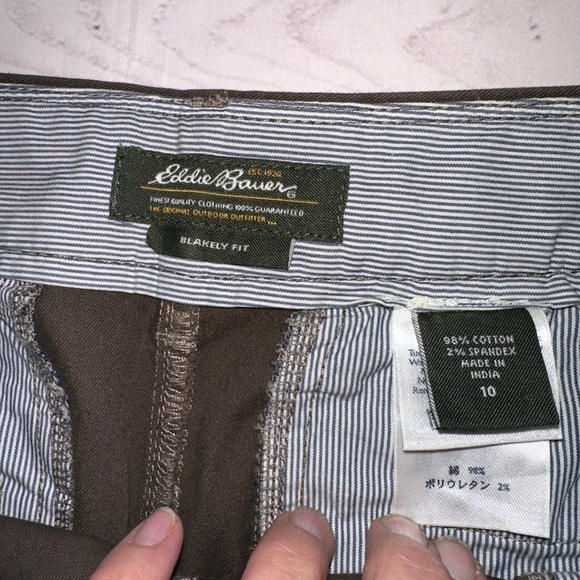 EST. 1920
Eddie Bauer
FINEST QUALITY CLOTHING 100% GUARANTEED
THE ORIGINAL OUTDOOR OUTFITTER ...
BLAKELY FIT
98% COTTON
2% SPANDEX
MADE IN
INDIA
10
綿 98%
ポリウレタン 2%